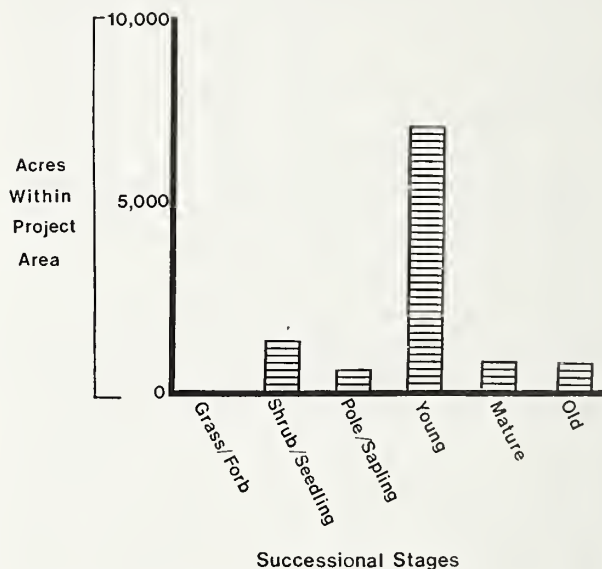 10,000
Acres
Within
Project
Area
5,000
0
Grass/Forb
Shrub/Seedling
Pole/Sapling
Young
Mature
Old
Successional Stages